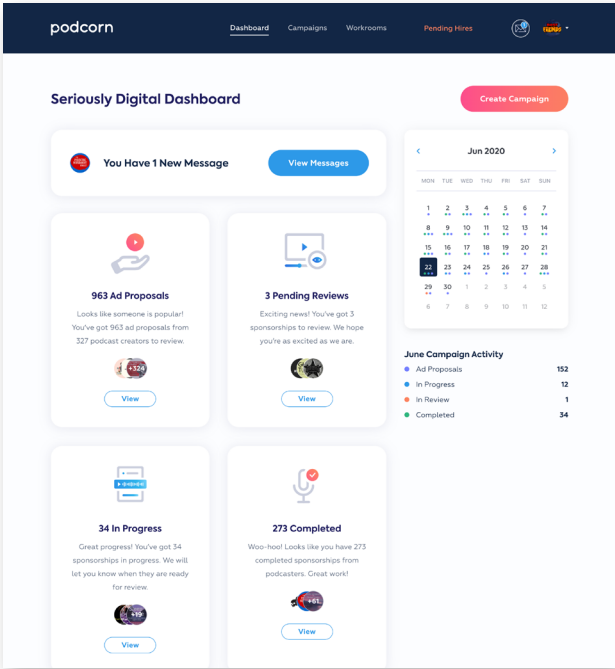 podcorn
Dashboard
Campaigns
Workrooms
Pending Hires
1
Seriously Digital Dashboard
Create Campaign
You Have 1 New Message
View Messages
963 Ad Proposals
Looks like someone is popular!
You've got 963 ad proposals from
327 podcast creators to review.
+324
View
3 Pending Reviews
Exciting news! You've got 3
sponsorships to review. We hope
you're as excited as we are.
View
34 In Progress
Great progress! You've got 34
sponsorships in progress. We will
let you know when they are ready
for review.
+19
View
273 Completed
Woo-hoo! Looks like you have 273
completed sponsorships from
podcasters. Great work!
+61
View
Jun 2020
MON TUE WED THU FRI SAT SUN
1 2 3 4 5 6 7
8 9 10 11 12 13 14
15 16 17 18 19 20 21
22 23 24 25 26 27 28
29 30 1 2 3 4 5
6 7 8 9 10 11 12
June Campaign Activity
Ad Proposals 152
In Progress 12
In Review 1
Completed 34